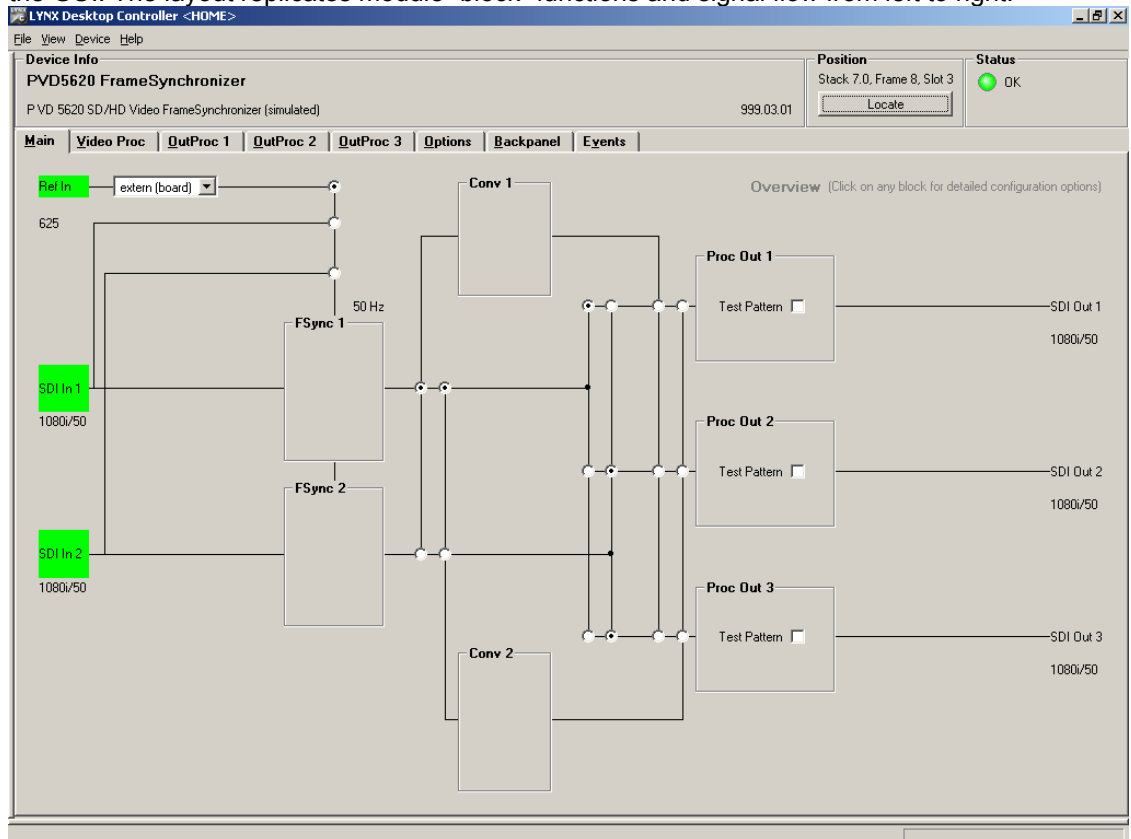 the GUI. The layout replicates module "block" functions and signal flow from left to right.
LYNX Desktop Controller <HOME>
File View Device Help
Device Info
PVD5620 FrameSynchronizer
P VD 5620 SD/HD Video FrameSynchronizer (simulated)
999.03.01
Position
Stack 7.0, Frame 8, Slot 3
Locate
Status
OK
Main Video Proc OutProc 1 OutProc 2 OutProc 3 Options Backpanel Events
Ref In
extern (board)
625
Conv 1
Overview (Click on any block for detailed configuration options)
Proc Out 1
50 Hz
Test Pattern
SDI Out 1
FSync 1
1080i/50
SDI In 1
1080i/50
Proc Out 2
Test Pattern
SDI Out 2
FSync 2
1080i/50
SDI In 2
1080i/50
Proc Out 3
Test Pattern
SDI Out 3
Conv 2
1080i/50